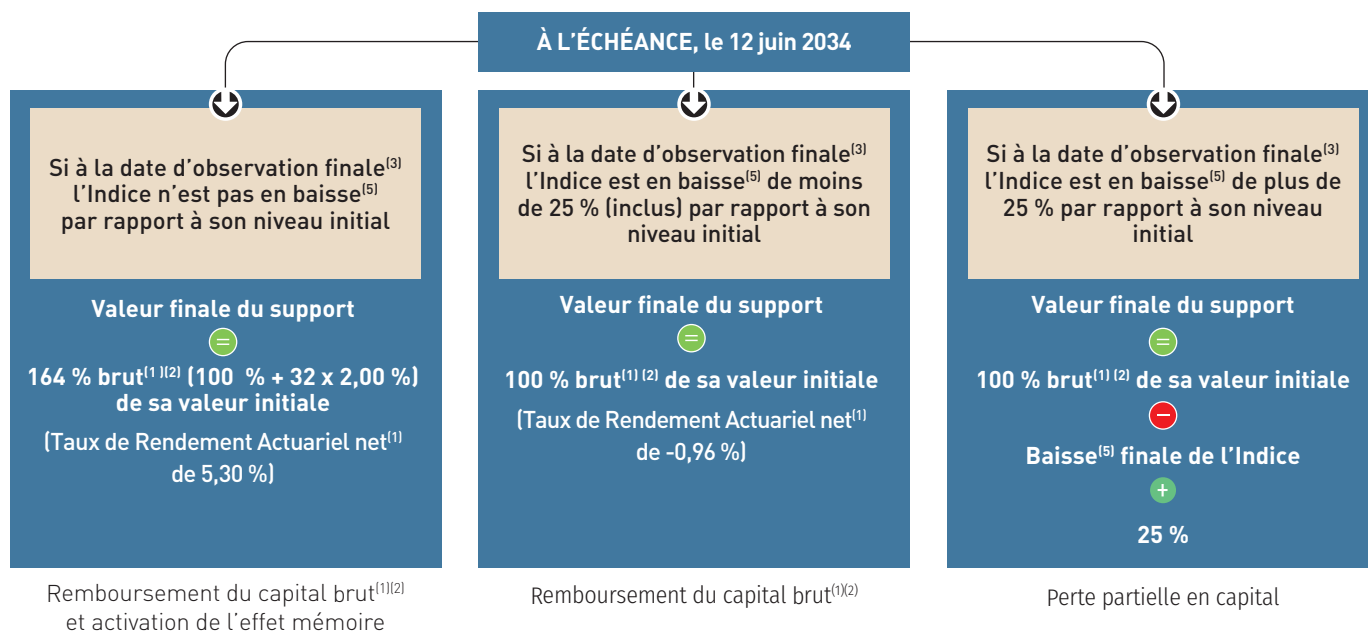 À L'ÉCHÉANCE, le 12 juin 2034
Si à la date d'observation finale(3)
l'Indice n'est pas en baisse(5)
par rapport à son niveau initial
Valeur finale du support
=
164 % brut(1)(2) (100 % + 32 x 2,00 %)
de sa valeur initiale
(Taux de Rendement Actuariel net(1)
de 5,30 %)
Remboursement du capital brut(1)(2)
et activation de l'effet mémoire
Si à la date d'observation finale(3)
l'Indice est en baisse(5) de moins
de 25 % (inclus) par rapport à son
niveau initial
Valeur finale du support
=
100 % brut(1) (2) de sa valeur initiale
(Taux de Rendement Actuariel net(1)
de -0,96 %)
Remboursement du capital brut(1)(2)
Si à la date d'observation finale(3)
l'Indice est en baisse(5) de plus de
25 % par rapport à son niveau
initial
Valeur finale du support
=
100 % brut(1) (2) de sa valeur initiale
−
Baisse(5) finale de l'Indice
+
25 %
Perte partielle en capital